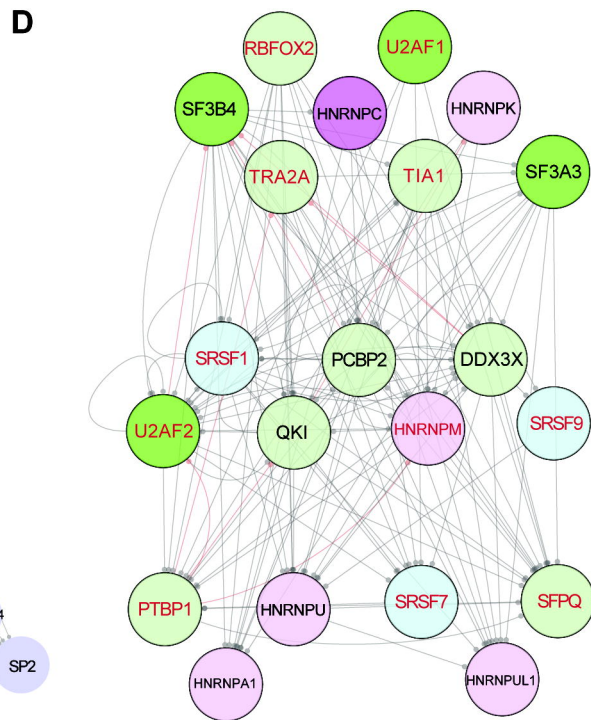 D
RBFOX2
U2AF1
SF3B4
HNRNPC
HNRNPK
TRA2A
TIA1
SF3A3
SRSF1
PCBP2
DDX3X
U2AF2
QKI
HNRNPM
SRSF9
PTBP1
HNRNPU
SRSF7
SFPQ
4
SP2
HNRNPA1
HNRNPUL1